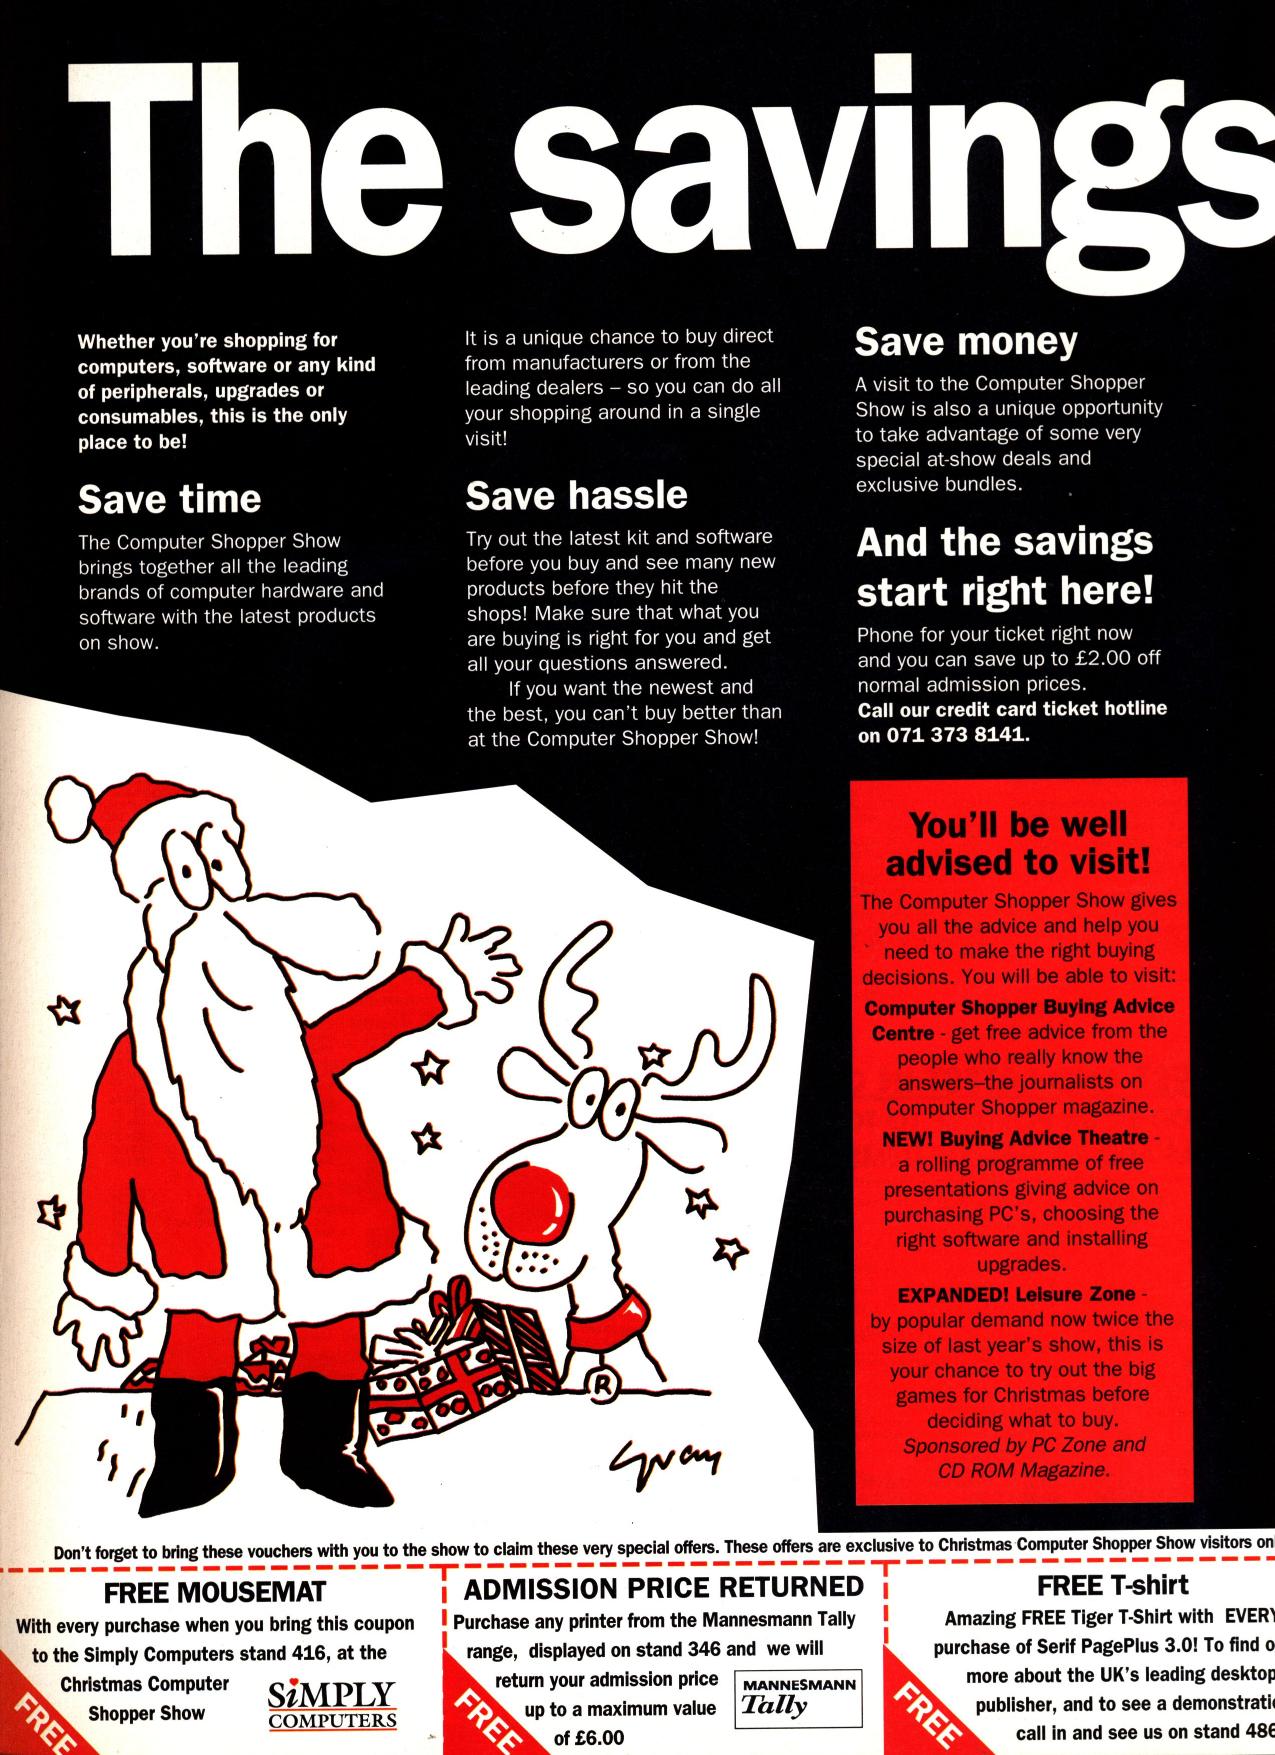 The savings
Whether you're shopping for
computers, software or any kind
of peripherals, upgrades or
consumables, this is the only
place to be!
Save time
The Computer Shopper Show
brings together all the leading
brands of computer hardware and
software with the latest products
on show.
It is a unique chance to buy direct
from manufacturers or from the
leading dealers – so you can do all
your shopping around in a single
visit!
Save hassle
Try out the latest kit and software
before you buy and see many new
products before they hit the
shops! Make sure that what you
are buying is right for you and get
all your questions answered.
If you want the newest and
the best, you can't buy better than
at the Computer Shopper Show!
Save money
A visit to the Computer Shopper
Show is also a unique opportunity
to take advantage of some very
special at-show deals and
exclusive bundles.
And the savings
start right here!
Phone for your ticket right now
and you can save up to £2.00 off
normal admission prices.
Call our credit card ticket hotline
on 071 373 8141.
You'll be well
advised to visit!
The Computer Shopper Show gives
you all the advice and help you
need to make the right buying
decisions. You will be able to visit:
Computer Shopper Buying Advice
Centre - get free advice from the
people who really know the
answers–the journalists on
Computer Shopper magazine.
NEW! Buying Advice Theatre -
a rolling programme of free
presentations giving advice on
purchasing PC's, choosing the
right software and installing
upgrades.
EXPANDED! Leisure Zone -
by popular demand now twice the
size of last year's show, this is
your chance to try out the big
games for Christmas before
deciding what to buy.
Sponsored by PC Zone and
CD ROM Magazine.
R
Gray
Don't forget to bring these vouchers with you to the show to claim these very special offers. These offers are exclusive to Christmas Computer Shopper Show visitors on
FREE MOUSEMAT
With every purchase when you bring this coupon
to the Simply Computers stand 416, at the
Christmas Computer
Shopper Show
SiMPLY
COMPUTERS
FREE
ADMISSION PRICE RETURNED
Purchase any printer from the Mannesmann Tally
range, displayed on stand 346 and we will
return your admission price
up to a maximum value
of £6.00
MANNESMANN
Tally
FREE
FREE T-shirt
Amazing FREE Tiger T-Shirt with EVERY
purchase of Serif PagePlus 3.0! To find o
more about the UK's leading desktop
publisher, and to see a demonstratio
call in and see us on stand 486
FREE